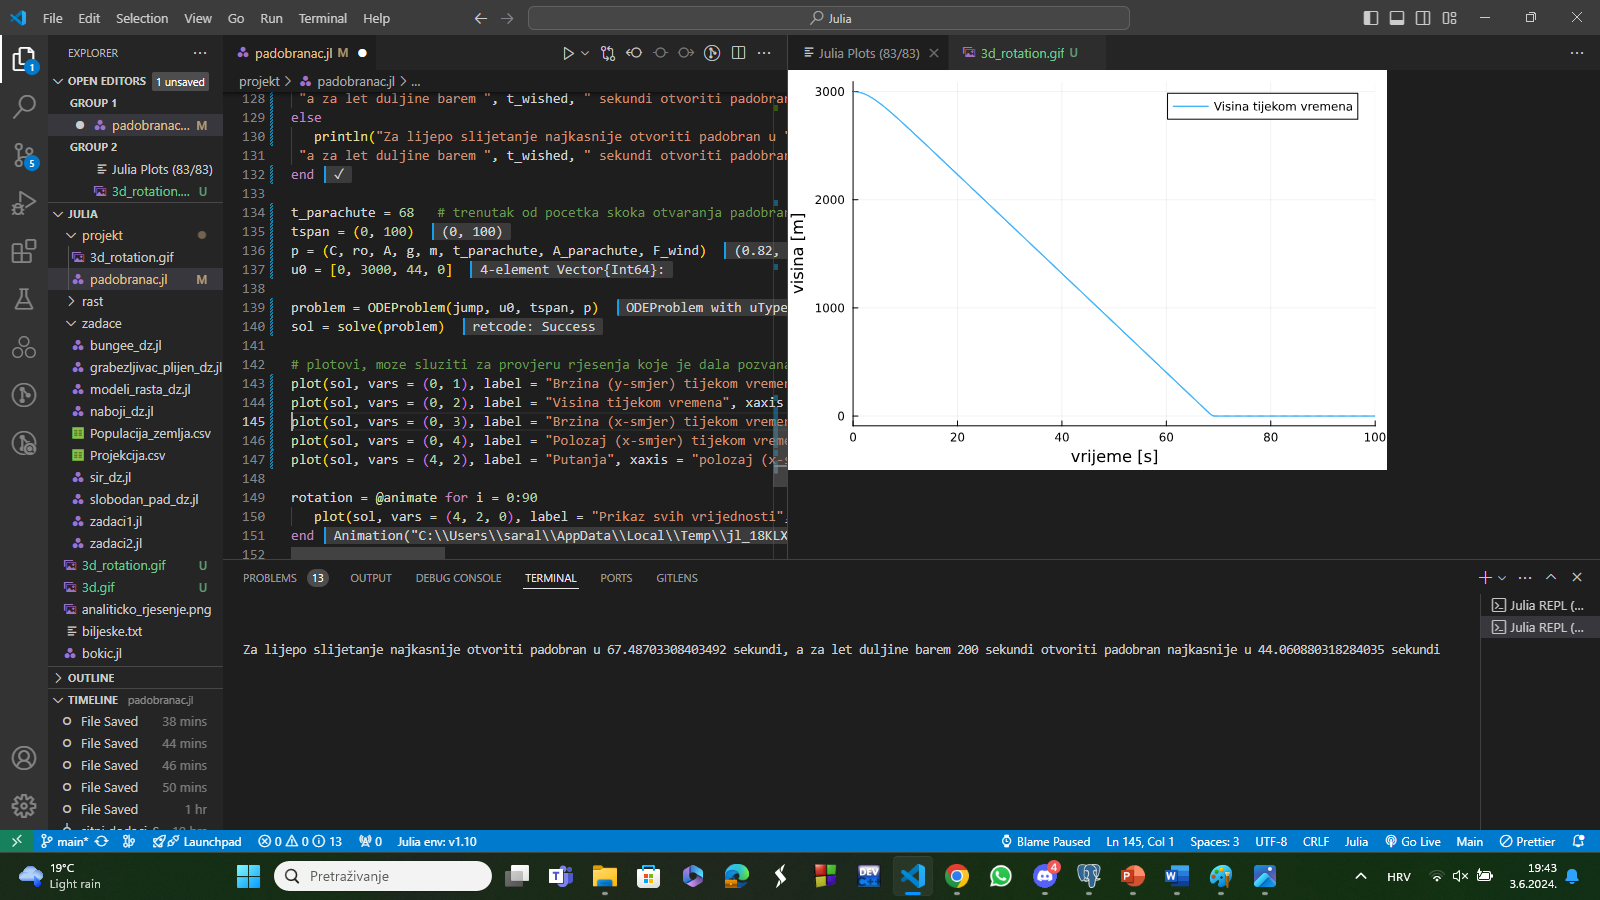 File Edit Selection View Go Run Terminal Help
Julia
EXPLORER
OPEN EDITORS 1 unsaved
GROUP 1
padobranac... M
GROUP 2
Julia Plots (83/83)
3d_rotation.... U
JULIA
projekt
3d_rotation.gif
padobranac.jl M
rast
zadace
bungee_dz.jl
grabezljivac_plijen_dz.jl
modeli_rasta_dz.jl
naboji_dz.jl
Populacija_zemlja.csv
Projekcija.csv
sir_dz.jl
slobodan_pad_dz.jl
zadaci1.jl
zadaci2.jl
3d_rotation.gif U
3d.gif U
analiticko_rjesenje.png
biljeske.txt
bokic.jl
OUTLINE
TIMELINE padobranac.jl
File Saved 38 mins
File Saved 44 mins
File Saved 46 mins
File Saved 50 mins
File Saved 1 hr
padobranac.jl M
projekt > padobranac.jl > ...
128 "a za let duljine barem ", t_wished, " sekundi otvoriti padobran
129 else
130 println("Za lijepo slijetanje najkasnije otvoriti padobran u "
131 "a za let duljine barem ", t_wished, " sekundi otvoriti padobran
132 end ✓
133
134 t_parachute = 68 # trenutak od pocetka skoka otvaranja padobran
135 tspan = (0, 100) (0, 100)
136 p = (C, ro, A, g, m, t_parachute, A_parachute, F_wind) (0.82,
137 u0 = [0, 3000, 44, 0] 4-element Vector{Int64}:
138
139 problem = ODEProblem(jump, u0, tspan, p) ODEProblem with uType
140 sol = solve(problem) retcode: Success
141
142 # plotovi, moze sluziti za provjeru rjesenja koje je dala pozvana
143 plot(sol, vars = (0, 1), label = "Brzina (y-smjer) tijekom vremen
144 plot(sol, vars = (0, 2), label = "Visina tijekom vremena", xaxis
145 plot(sol, vars = (0, 3), label = "Brzina (x-smjer) tijekom vremen
146 plot(sol, vars = (0, 4), label = "Polozaj (x-smjer) tijekom vreme
147 plot(sol, vars = (4, 2), label = "Putanja", xaxis = "polozaj (x-s
148
149 rotation = @animate for i = 0:90
150 plot(sol, vars = (4, 2, 0), label = "Prikaz svih vrijednosti",
151 end Animation("C:\\Users\\saral\\AppData\\Local\\Temp\\jl_18KLX
152
Julia Plots (83/83) 3d_rotation.gif U
Visina tijekom vremena
3000
2000
1000
0
visina [m]
0 20 40 60 80 100
vrijeme [s]
PROBLEMS 13 OUTPUT DEBUG CONSOLE TERMINAL PORTS GITLENS
Julia REPL (...
Julia REPL (...
Za lijepo slijetanje najkasnije otvoriti padobran u 67.48703308403492 sekundi, a za let duljine barem 200 sekundi otvoriti padobran najkasnije u 44.060880318284035 sekundi
main* Launchpad 0 0 13 0 Julia env: v1.10
Blame Paused Ln 145, Col 1 Spaces: 3 UTF-8 CRLF Julia Go Live Main Prettier
19°C
Light rain
Pretraživanje
HRV
19:43
3.6.2024.